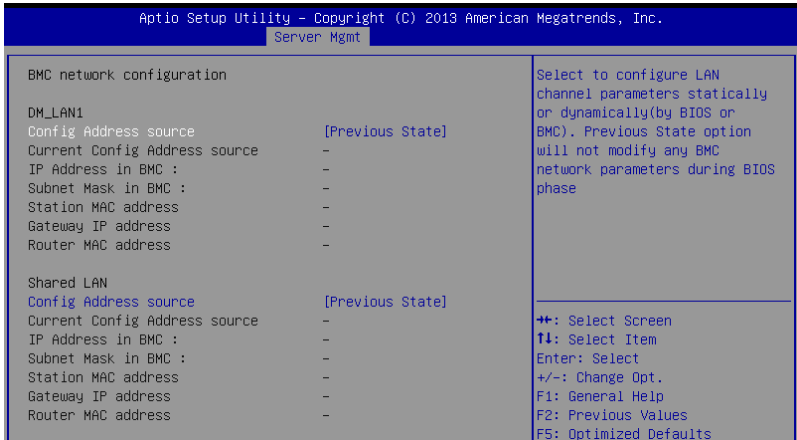 Aptio Setup Utility – Copyright (C) 2013 American Megatrends, Inc.
Server Mgmt
BMC network configuration
DM_LAN1
Config Address source [Previous State]
Current Config Address source –
IP Address in BMC : –
Subnet Mask in BMC : –
Station MAC address –
Gateway IP address –
Router MAC address –
Shared LAN
Config Address source [Previous State]
Current Config Address source –
IP Address in BMC : –
Subnet Mask in BMC : –
Station MAC address –
Gateway IP address –
Router MAC address –
Select to configure LAN
channel parameters statically
or dynamically(by BIOS or
BMC). Previous State option
will not modify any BMC
network parameters during BIOS
phase
→←: Select Screen
↑↓: Select Item
Enter: Select
+/-: Change Opt.
F1: General Help
F2: Previous Values
F5: Optimized Defaults